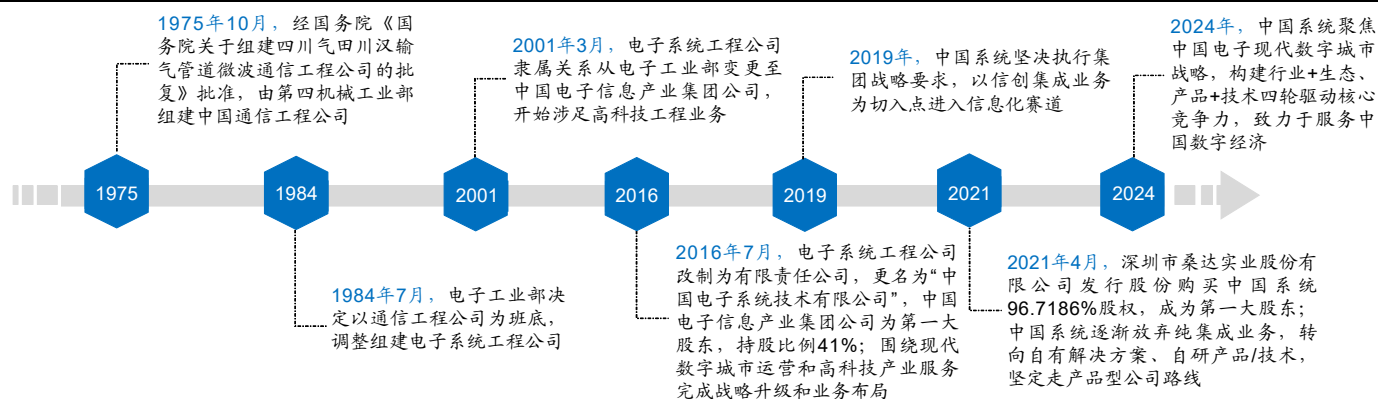 1975年10月，经国务院《国
务院关于组建四川气田川汉输
气管道微波通信工程公司的批
复》批准，由第四机械工业部
组建中国通信工程公司
2001年3月，电子系统工程公司
隶属关系从电子工业部变更至
中国电子信息产业集团公司，
开始涉足高科技工程业务
2019年，中国系统坚决执行集
团战略要求，以信创集成业务
为切入点进入信息化赛道
2024年，中国系统聚焦
中国电子现代数字城市
战略，构建行业+生态、
产品+技术四轮驱动核心
竞争力，致力于服务中
国数字经济
1975
1984
2001
2016
2019
2021
2024
1984年7月，电子工业部决
定以通信工程公司为班底，
调整组建电子系统工程公司
2016年7月，电子系统工程公司
改制为有限责任公司，更名为“中
国电子系统技术有限公司”，中国
电子信息产业集团公司为第一大
股东，持股比例41%；围绕现代
数字城市运营和高科技产业服务
完成战略升级和业务布局
2021年4月，深圳市桑达实业股份有
限公司发行股份购买中国系统
96.7186%股权，成为第一大股东；
中国系统逐渐放弃纯集成业务，转
向自有解决方案、自研产品/技术，
坚定走产品型公司路线